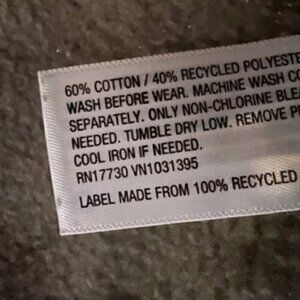 60% COTTON / 40% RECYCLED POLYESTE
WASH BEFORE WEAR. MACHINE WASH CO
SEPARATELY. ONLY NON-CHLORINE BLEA
NEEDED. TUMBLE DRY LOW. REMOVE P
COOL IRON IF NEEDED.
RN17730 VN1031395
LABEL MADE FROM 100% RECYCLED